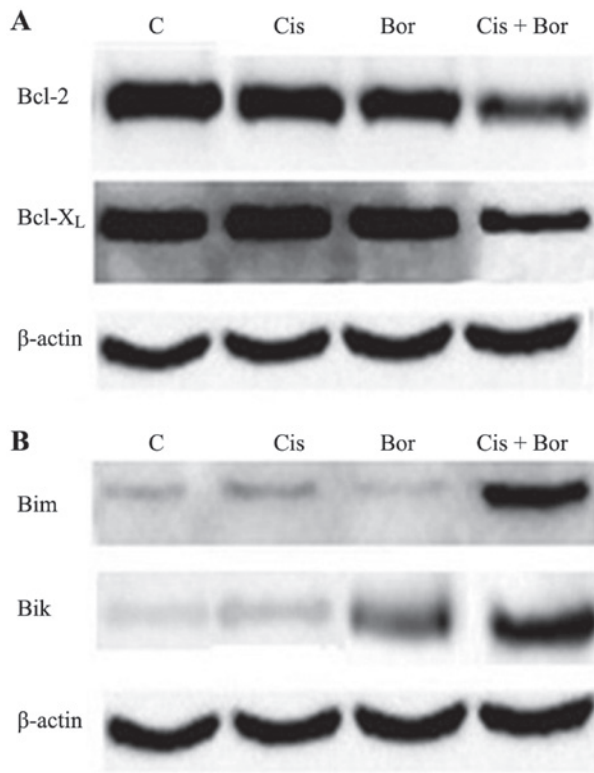 A
C Cis Bor Cis + Bor
Bcl-2
Bcl-XL
β-actin
B
C Cis Bor Cis + Bor
Bim
Bik
β-actin